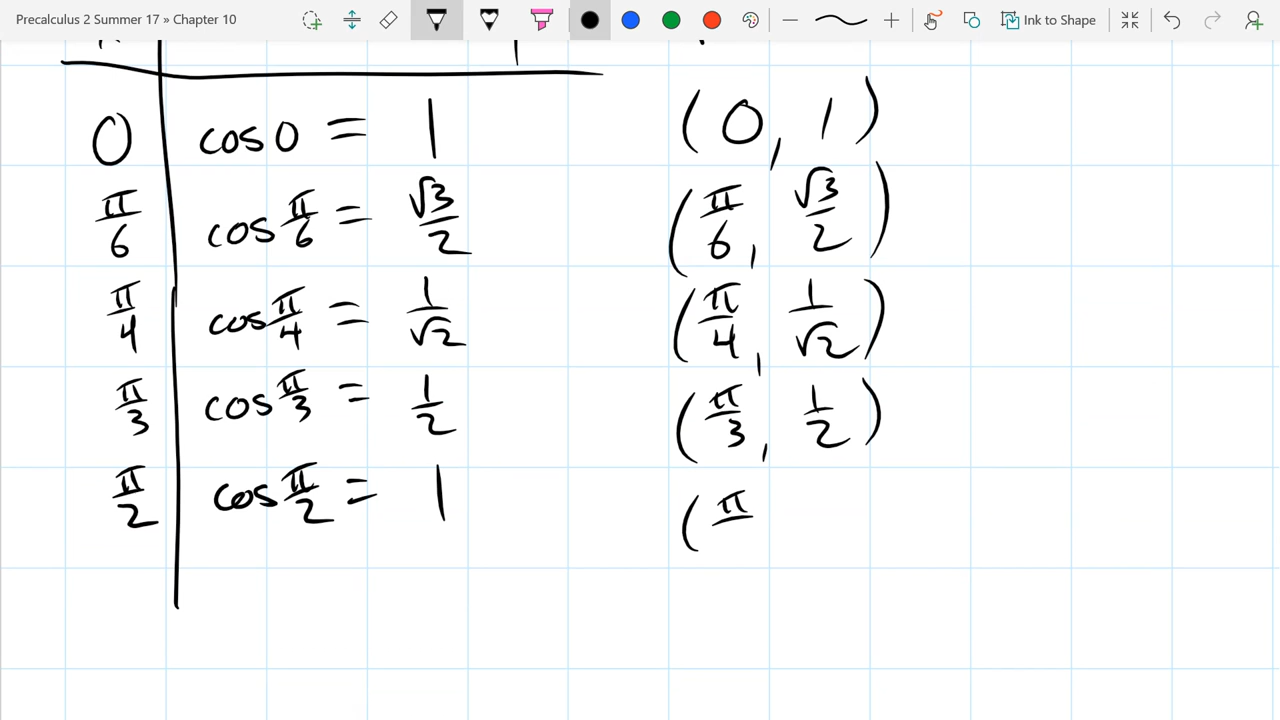 Precalculus 2 Summer 17 » Chapter 10
Ink to Shape
0 cos 0 = 1 (0, 1)
π/6 cos π/6 = √3/2 (π/6, √3/2)
π/4 cos π/4 = 1/√2 (π/4, 1/√2)
π/3 cos π/3 = 1/2 (π/3, 1/2)
π/2 cos π/2 = 1 (π